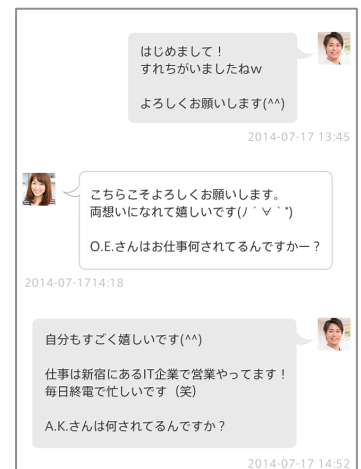 はじめまして！
すれちがいましたねw
よろしくお願いします(^^)
2014-07-17 13:45
こちらこそよろしくお願いします。
両想いになれて嬉しいです(ﾉ´∀｀*)
O.E.さんはお仕事何されてるんですかー？
2014-07-1714:18
自分もすごく嬉しいです(^^)
仕事は新宿にあるIT企業で営業やってます！
毎日終電で忙しいです（笑）
A.K.さんは何されてるんですか？
2014-07-17 14:52